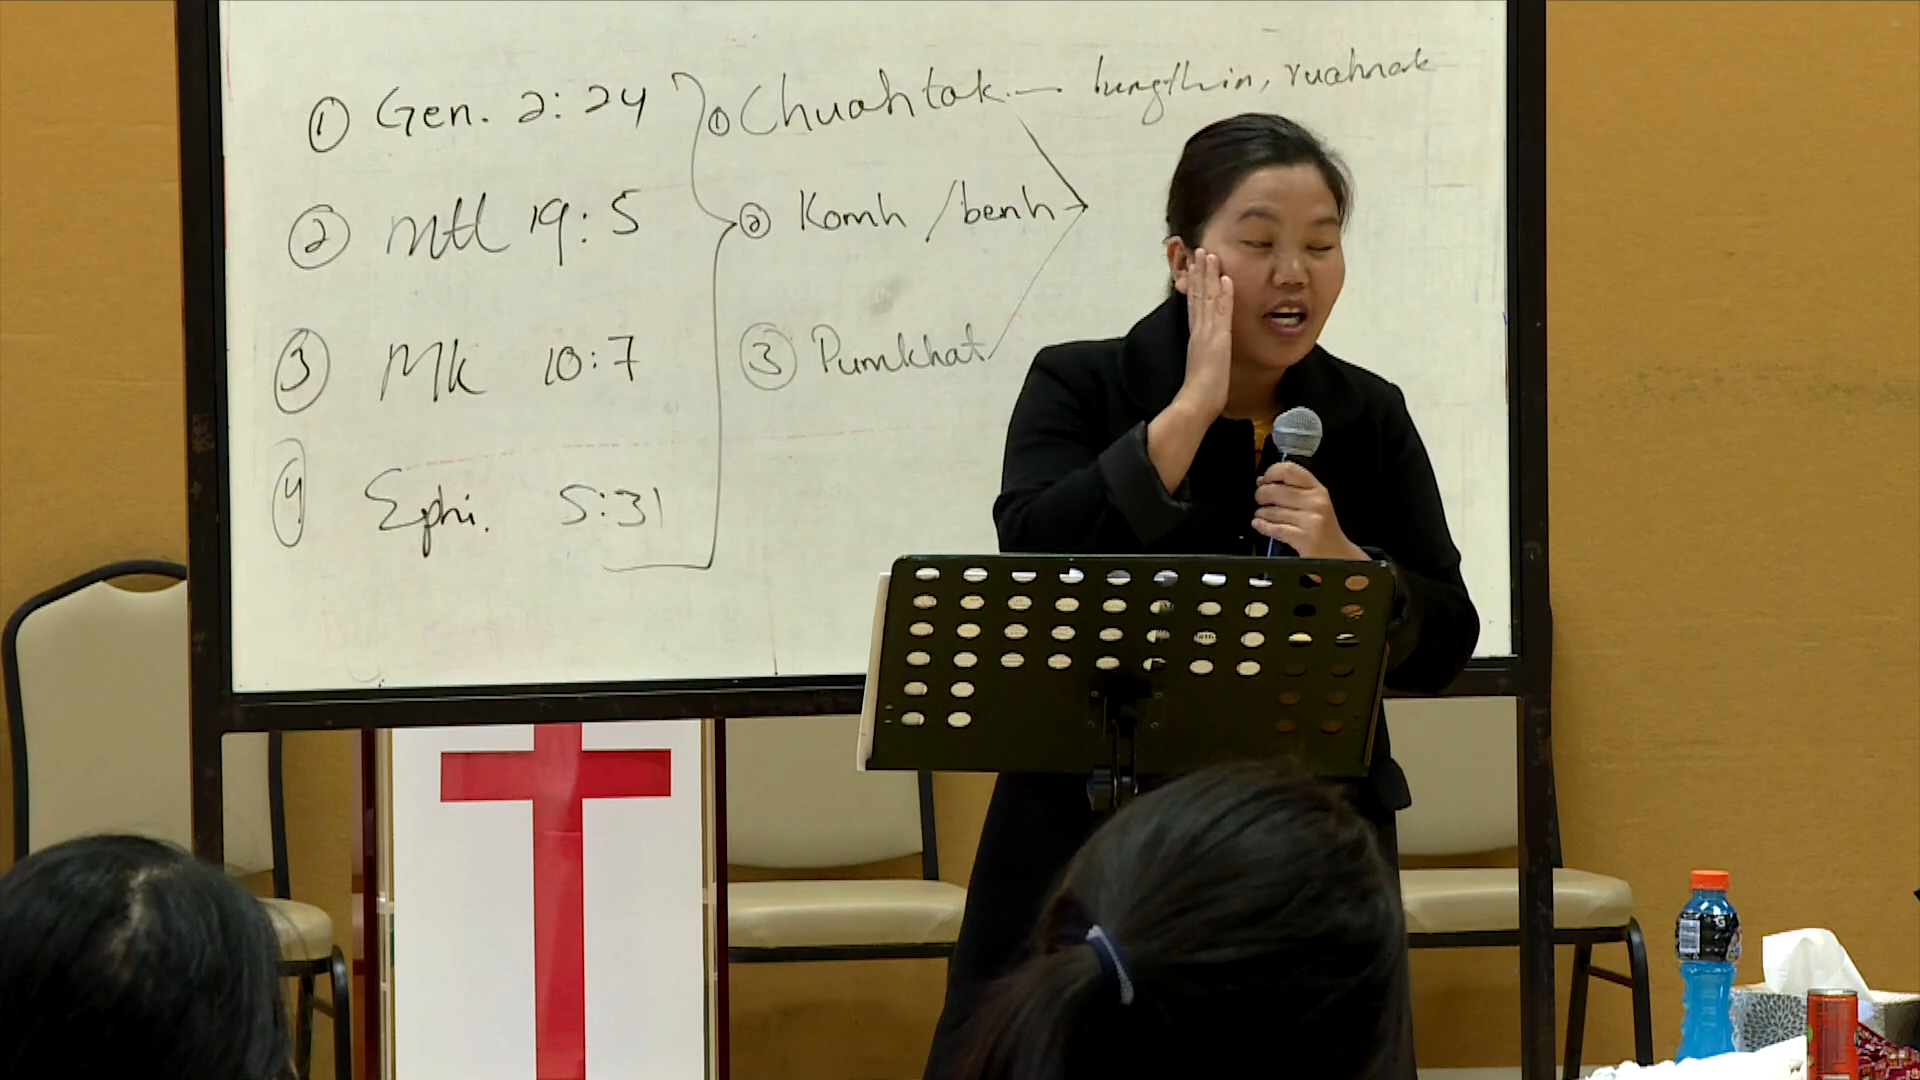 ① Gen. 2:24 ① Chuahtak — lungthin, ruahnak
② Mtt 19:5 ② Komh / benh
③ Mk 10:7 ③ Pumkhat
④ Ephi. 5:31